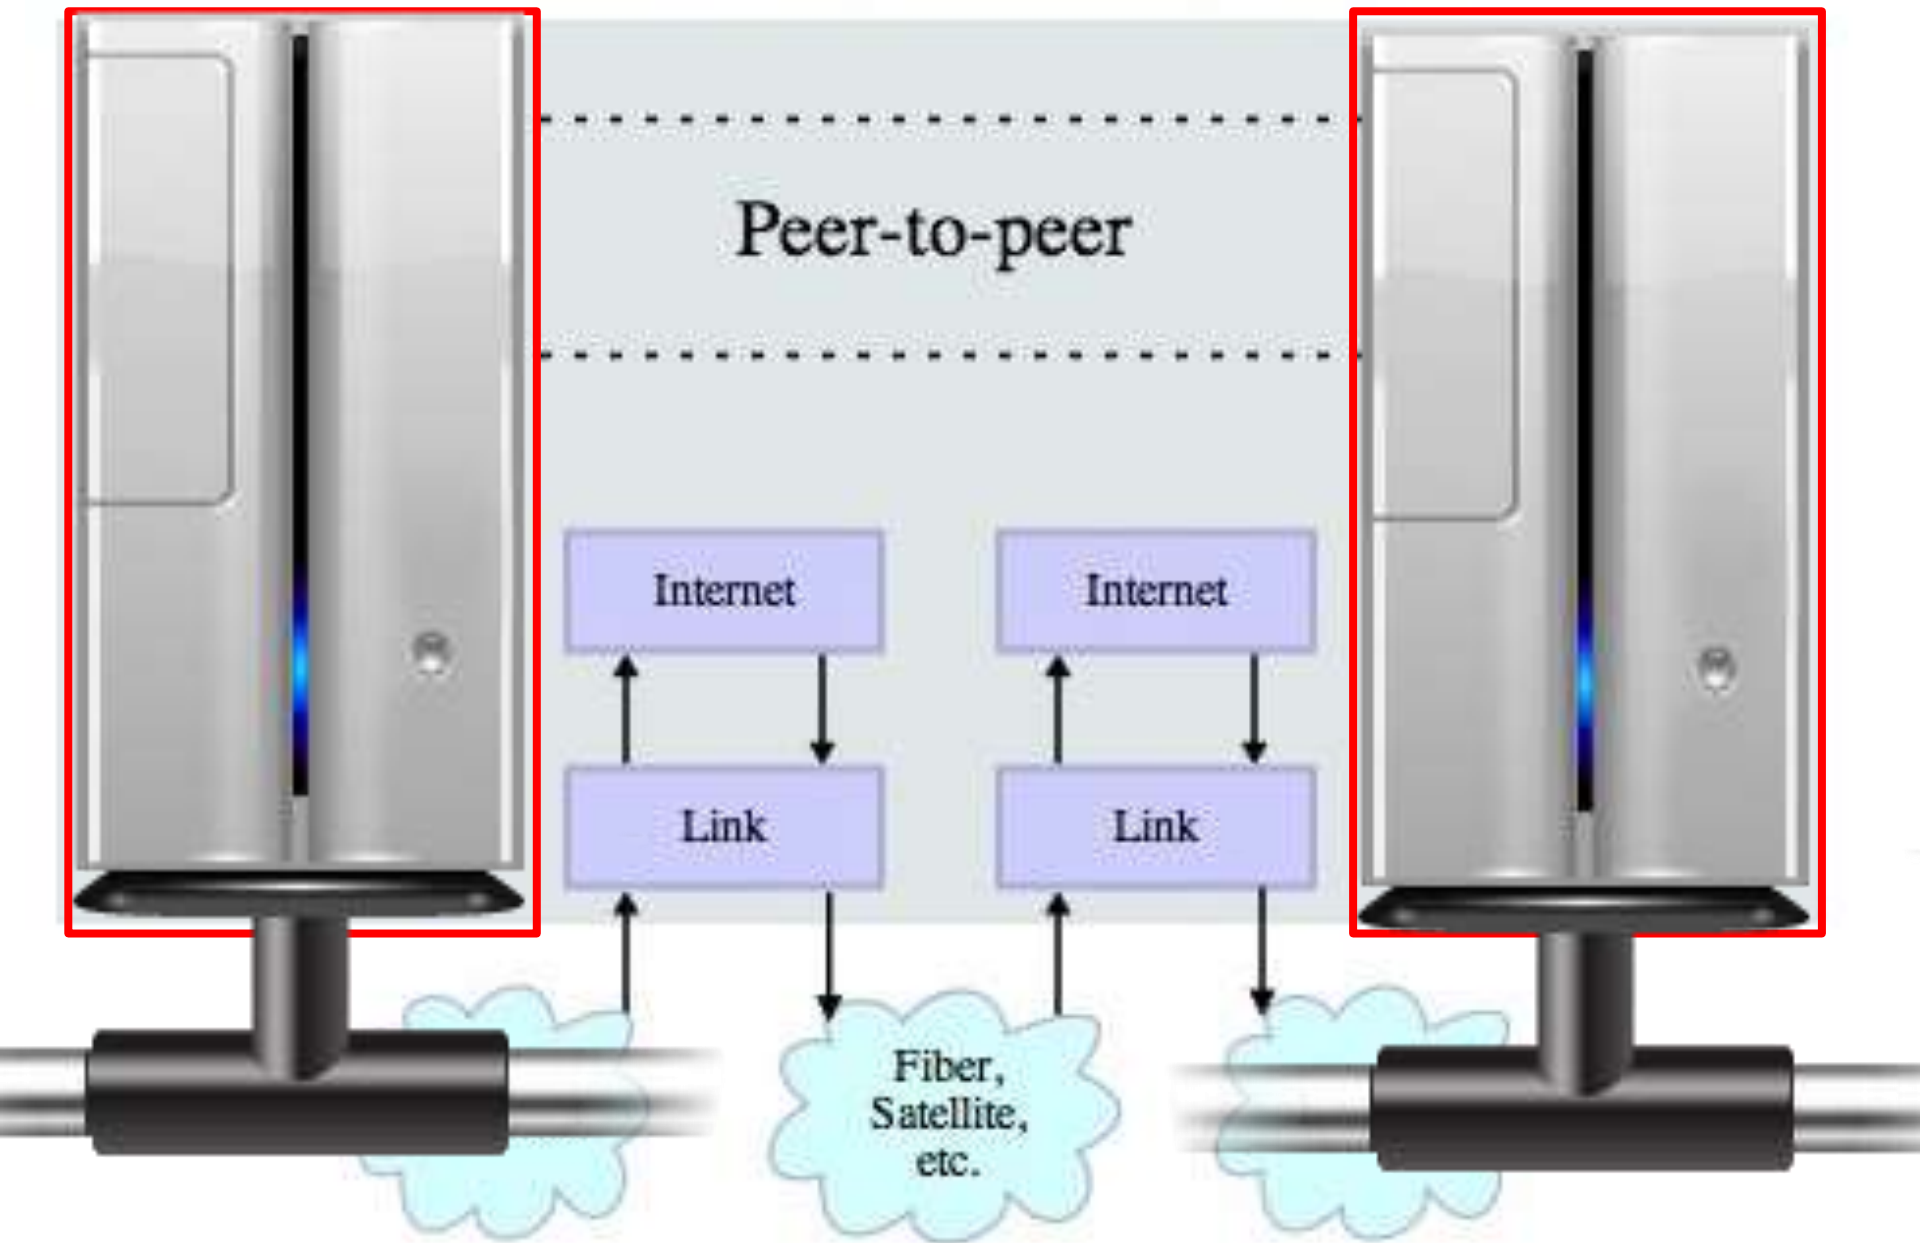 Peer-to-peer
Internet
Internet
Link
Link
Fiber,
Satellite,
etc.